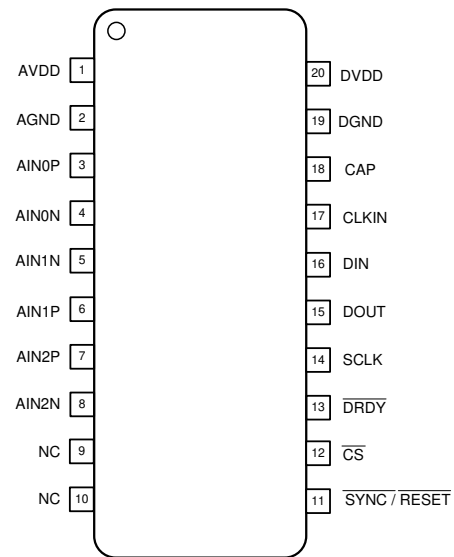 AVDD 1
AGND 2
AIN0P 3
AIN0N 4
AIN1N 5
AIN1P 6
AIN2P 7
AIN2N 8
NC 9
NC 10
20 DVDD
19 DGND
18 CAP
17 CLKIN
16 DIN
15 DOUT
14 SCLK
13 DRDY
12 CS
11 SYNC / RESET